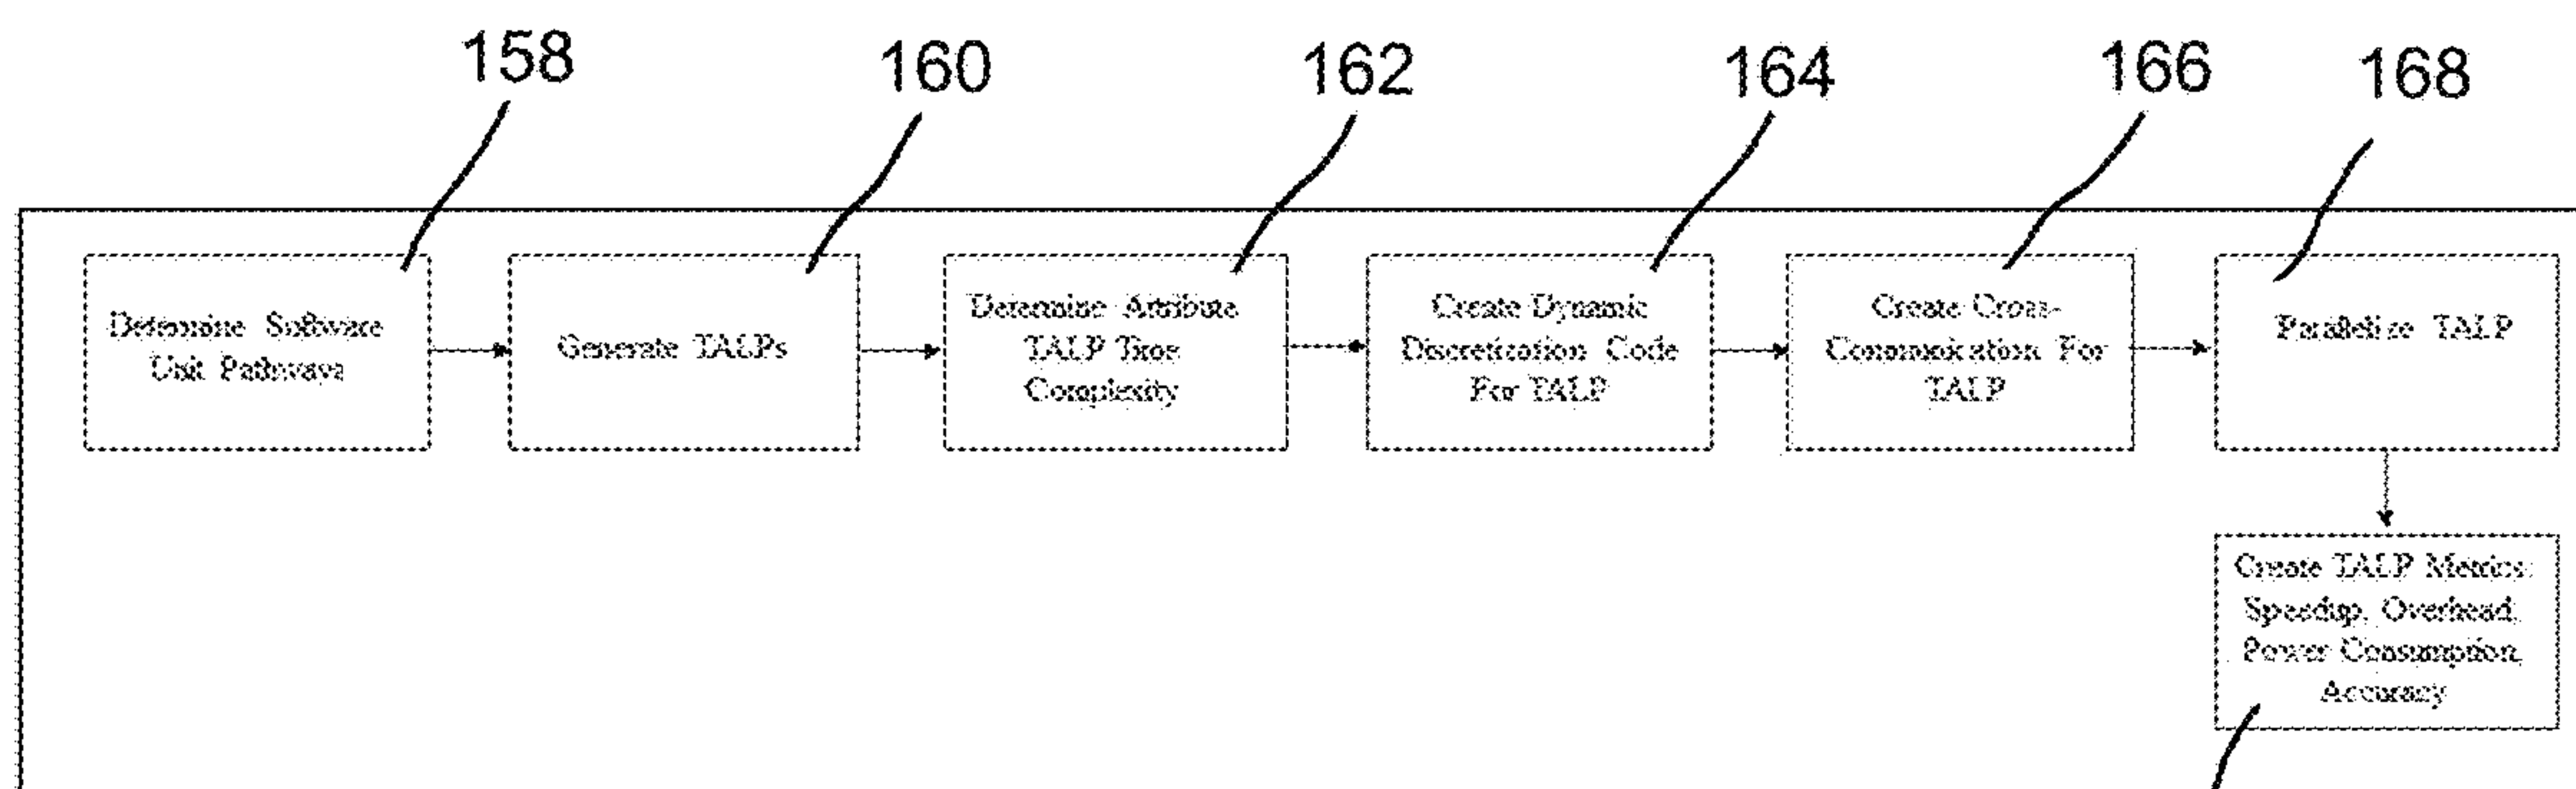 158
160
162
164
166
168
Determine Software
Unit Pathways
Generate TALPs
Determine Attribute
TALP Time
Complexity
Create Dynamic
Discretization Code
For TALP
Create Cross-
Communication For
TALP
Parallelize TALP
Create TALP Metrics:
Speedup, Overhead,
Power Consumption,
Accuracy